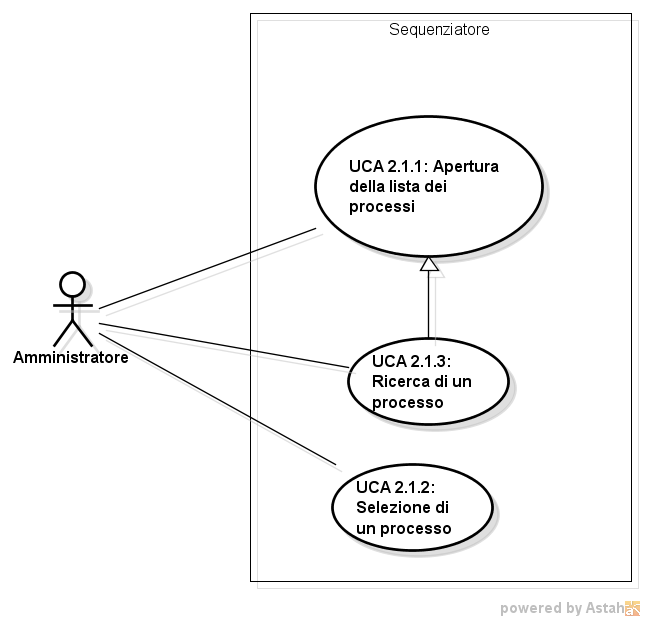 Sequenziatore
UCA 2.1.1: Apertura
della lista dei
processi
Amministratore
UCA 2.1.3:
Ricerca di un
processo
UCA 2.1.2:
Selezione di
un processo
powered by Astah